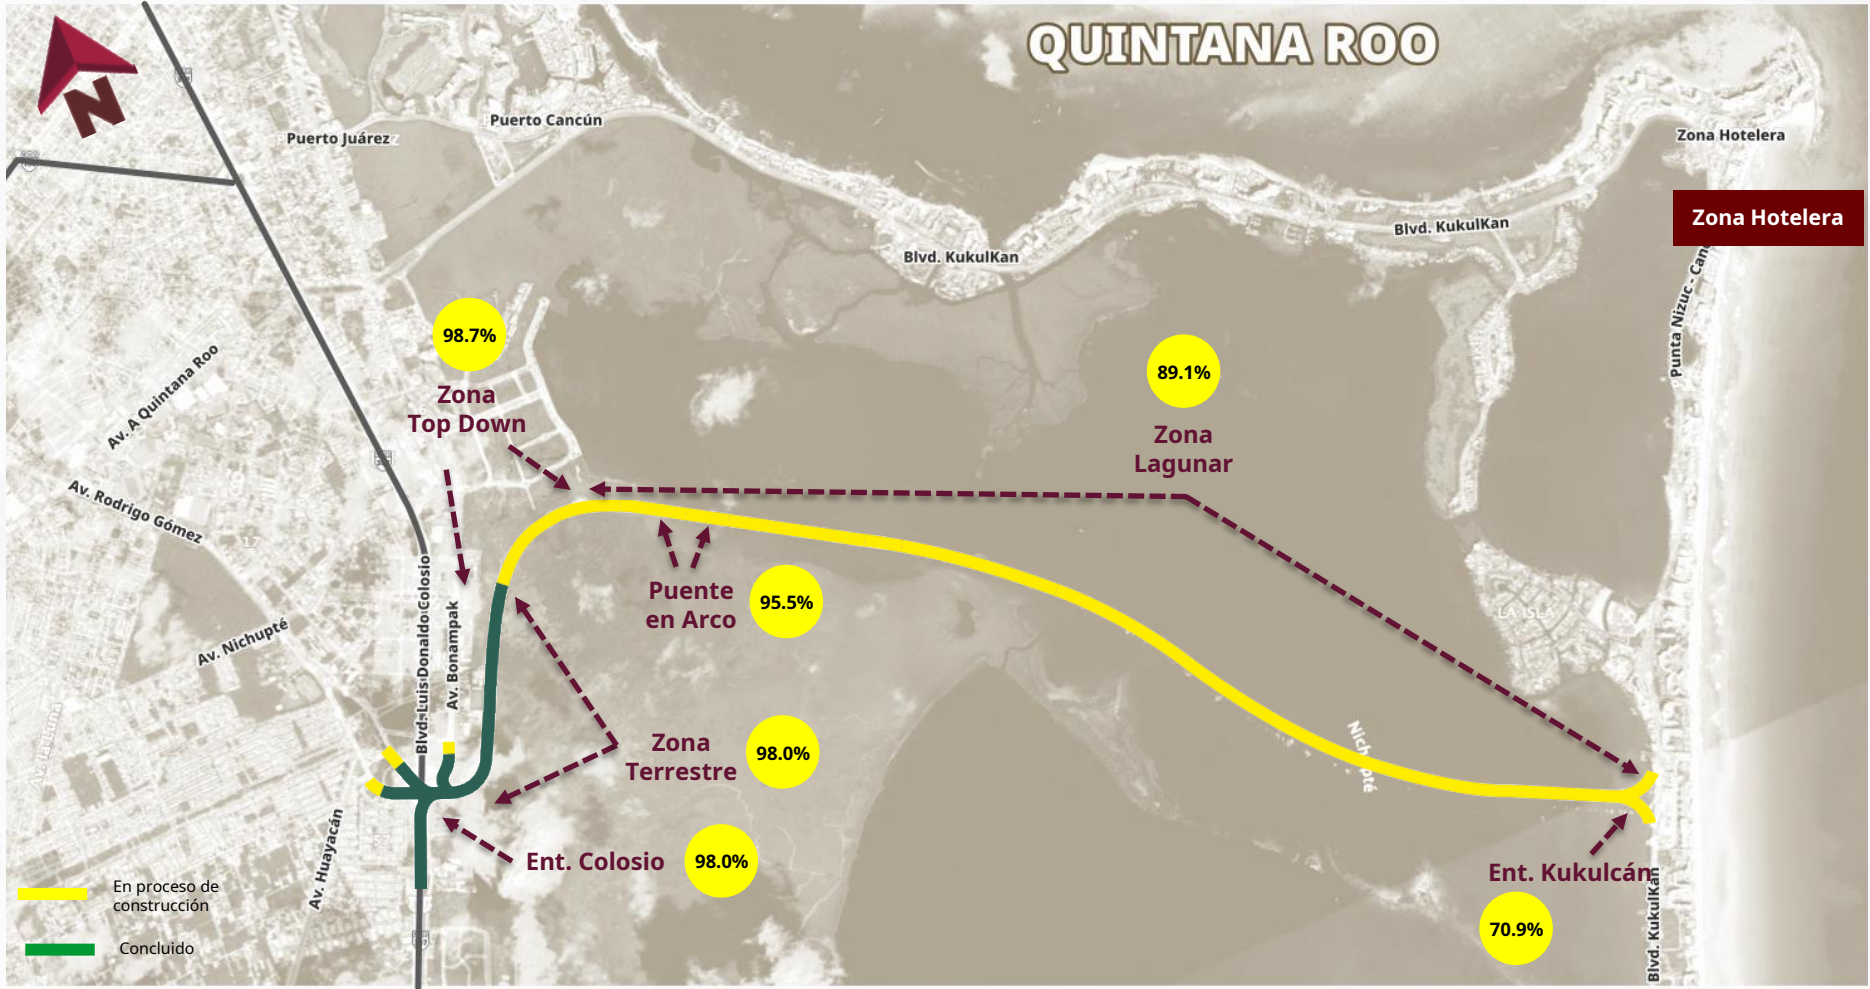 QUINTANA ROO
N
Puerto Juárez
Puerto Cancún
Zona Hotelera
Zona Hotelera
Blvd. KukulKan
Blvd. KukulKan
Punta Nizuc - Canc
98.7%
Zona
Top Down
89.1%
Zona
Lagunar
Av. A Quintana Roo
Av. Rodrigo Gómez
17
Av. Nichupté
Blvd. Luis Donaldo Colosio
Av. Bonampak
Puente
en Arco
95.5%
LA ISLA
Zona
Terrestre
98.0%
Nichupté
Av. Huayacán
Ent. Colosio
98.0%
Ent. Kukulcán
70.9%
Blvd. KukulKan
En proceso de
construcción
Concluido